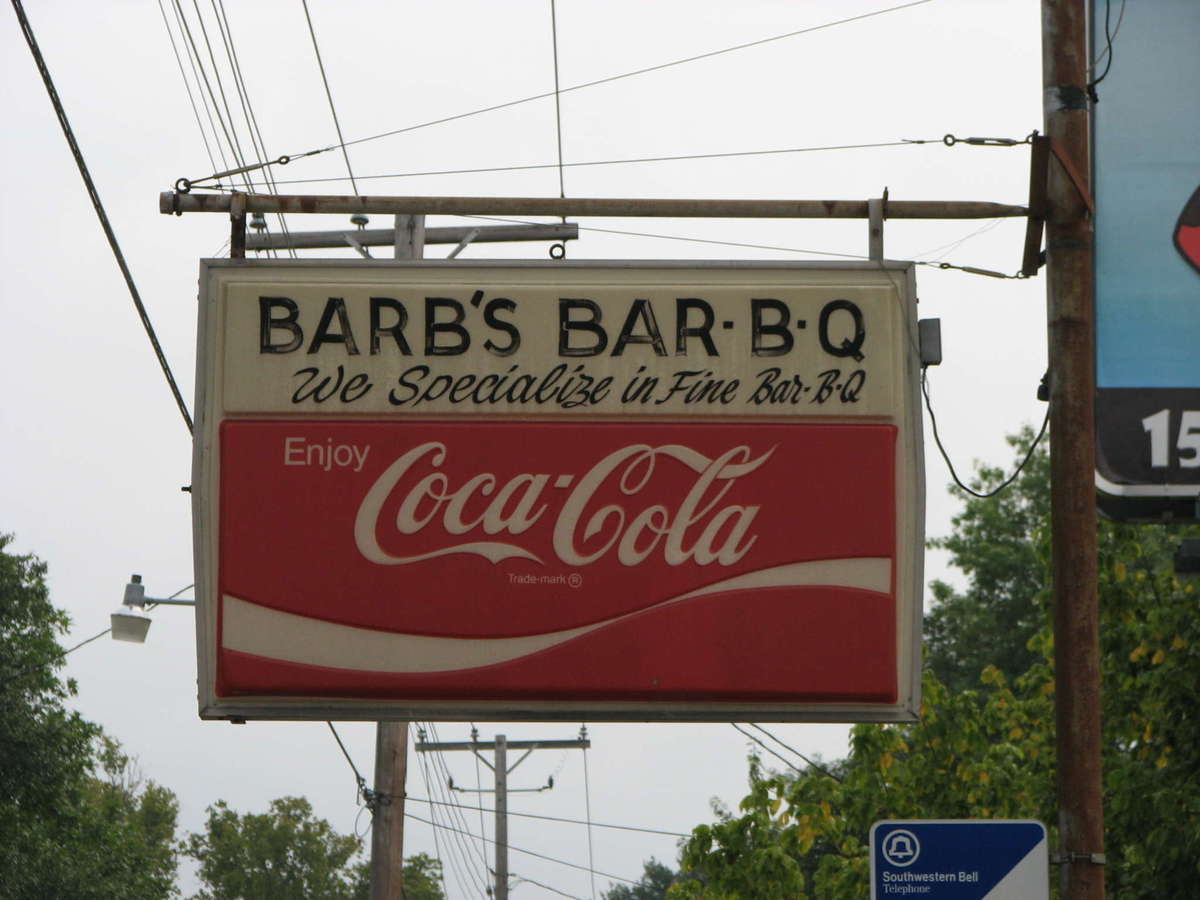 BARB'S BAR-B-Q
We Specialize in Fine Bar-B-Q
Enjoy
Coca-Cola
Trade-mark ®
15
Southwestern Bell
Telephone